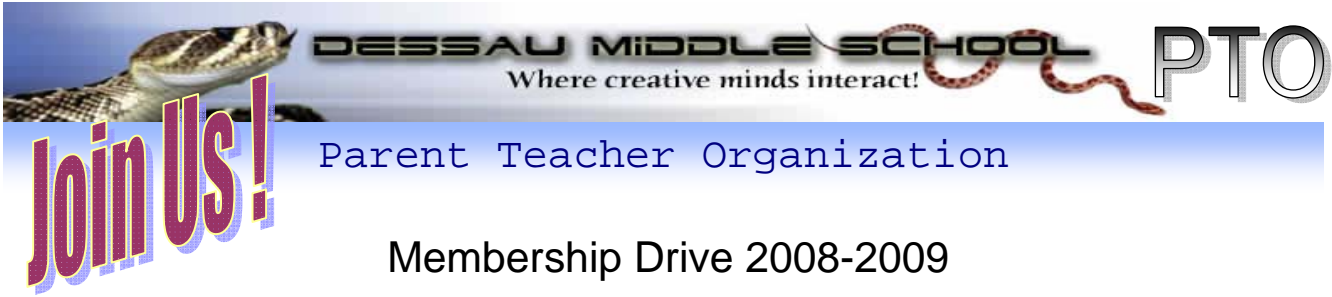 DESSAU MIDDLE SCHOOL PTO
Where creative minds interact!
Join Us !
Parent Teacher Organization
Membership Drive 2008-2009